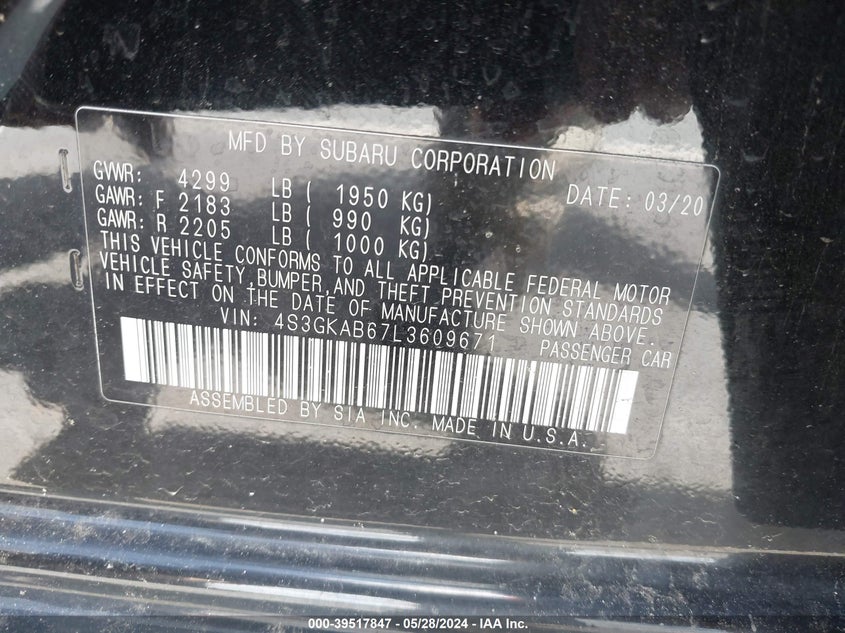 MFD BY SUBARU CORPORATION
GVWR: 4299 LB ( 1950 KG) DATE: 03/20
GAWR: F 2183 LB ( 990 KG)
GAWR: R 2205 LB ( 1000 KG)
THIS VEHICLE CONFORMS TO ALL APPLICABLE FEDERAL MOTOR
VEHICLE SAFETY, BUMPER AND THEFT PREVENTION STANDARDS
IN EFFECT ON THE DATE OF MANUFACTURE SHOWN ABOVE.
VIN: 4S3GKAB67L3609671 PASSENGER CAR
ASSEMBLED BY SIA INC. MADE IN U.S.A.
000-39517847 - 05/28/2024 - IAA Inc.